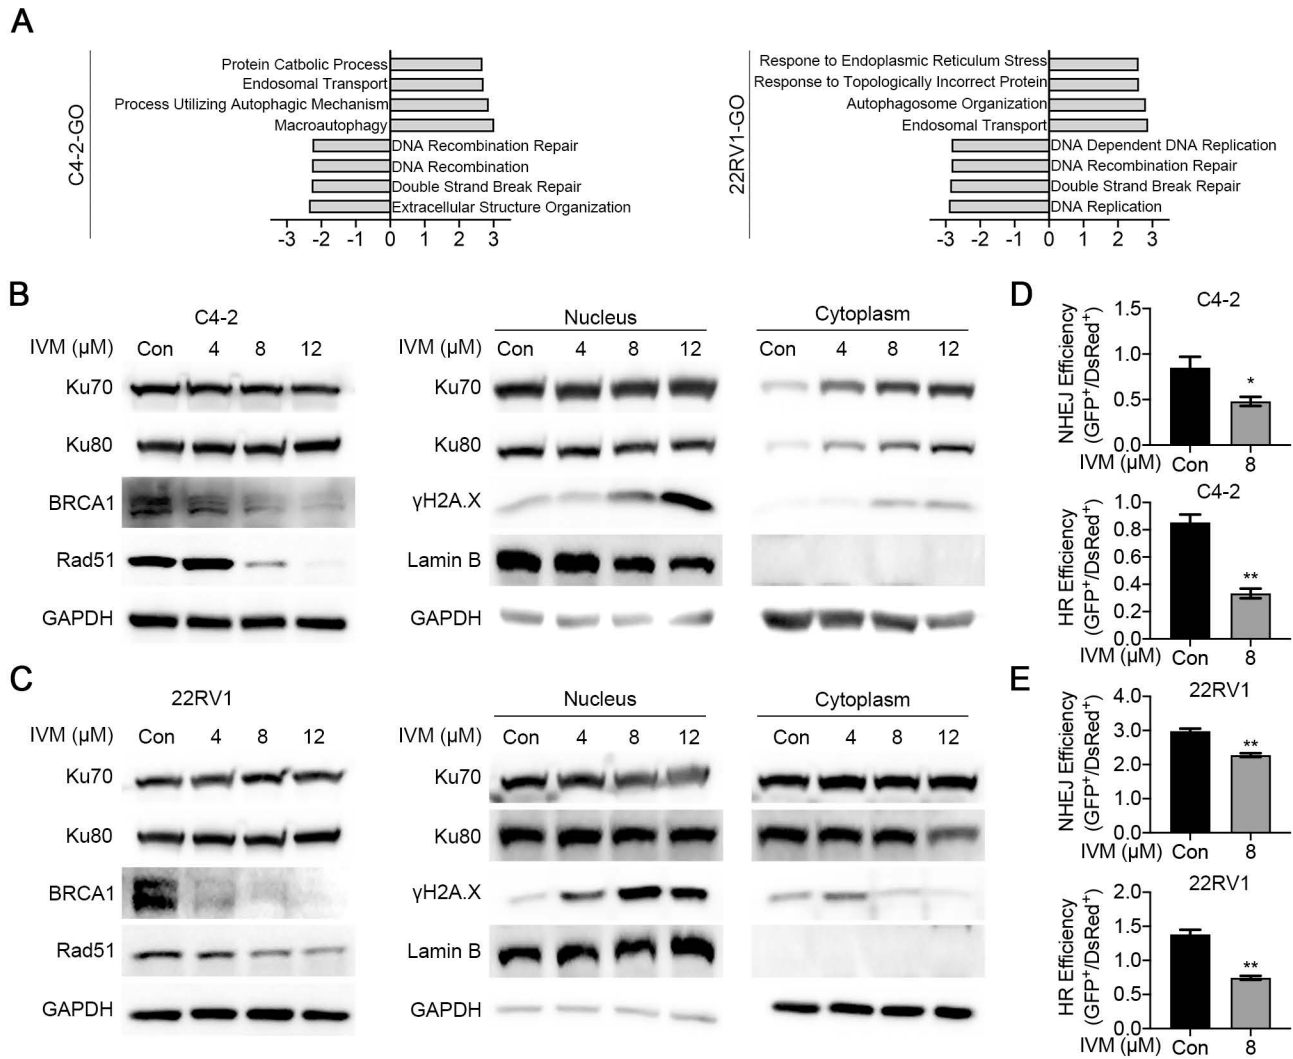 A
C4-2-GO
Protein Catbolic Process
Endosomal Transport
Process Utilizing Autophagic Mechanism
Macroautophagy
DNA Recombination Repair
DNA Recombination
Double Strand Break Repair
Extracellular Structure Organization
-3 -2 -1 0 1 2 3
22RV1-GO
Respone to Endoplasmic Reticulum Stress
Response to Topologically Incorrect Protein
Autophagosome Organization
Endosomal Transport
DNA Dependent DNA Replication
DNA Recombination Repair
Double Strand Break Repair
DNA Replication
-3 -2 -1 0 1 2 3
B
C4-2
IVM (µM) Con 4 8 12
Ku70
Ku80
BRCA1
Rad51
GAPDH
Nucleus Cytoplasm
IVM (µM) Con 4 8 12 Con 4 8 12
Ku70
Ku80
γH2A.X
Lamin B
GAPDH
C
22RV1
IVM (µM) Con 4 8 12
Ku70
Ku80
BRCA1
Rad51
GAPDH
Nucleus Cytoplasm
IVM (µM) Con 4 8 12 Con 4 8 12
Ku70
Ku80
γH2A.X
Lamin B
GAPDH
D
C4-2
NHEJ Efficiency
(GFP+/DsRed+)
1.5
1.0
0.5
0.0
*
IVM (µM) Con 8
C4-2
HR Efficiency
(GFP+/DsRed+)
1.0
0.8
0.6
0.4
0.2
0.0
**
IVM (µM) Con 8
E
22RV1
NHEJ Efficiency
(GFP+/DsRed+)
4.0
3.0
2.0
1.0
0.0
**
IVM (µM) Con 8
22RV1
HR Efficiency
(GFP+/DsRed+)
2.0
1.5
1.0
0.5
0.0
**
IVM (µM) Con 8